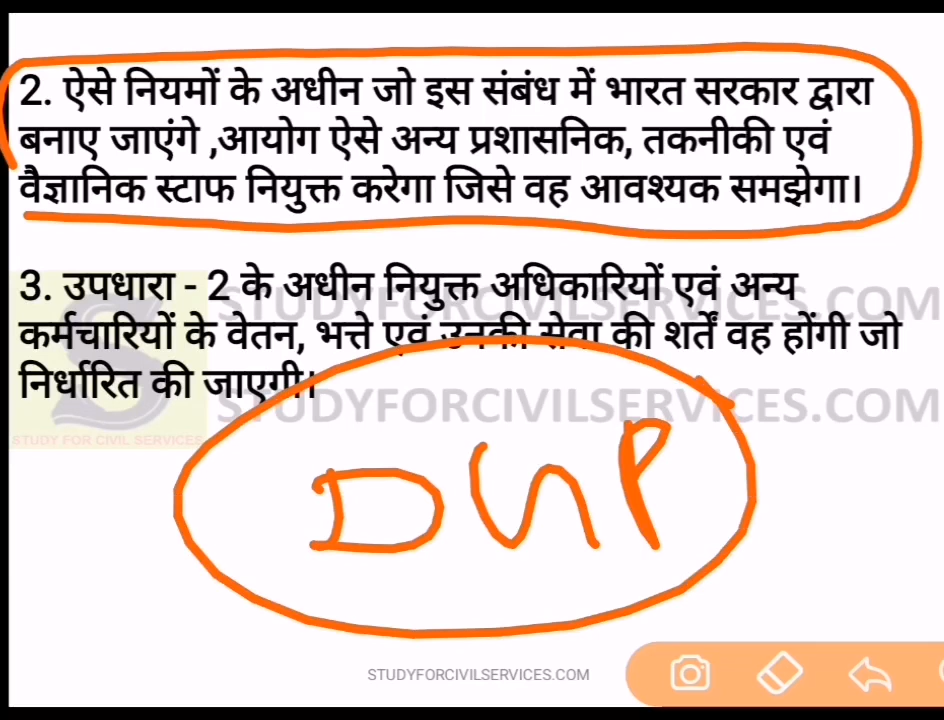 2. ऐसे नियमों के अधीन जो इस संबंध में भारत सरकार द्वारा
बनाए जाएंगे ,आयोग ऐसे अन्य प्रशासनिक, तकनीकी एवं
वैज्ञानिक स्टाफ नियुक्त करेगा जिसे वह आवश्यक समझेगा।
3. उपधारा - 2 के अधीन नियुक्त अधिकारियों एवं अन्य
STUDYFORCIVILSERVICES.COM
कर्मचारियों के वेतन, भत्ते एवं उनकी सेवा की शर्तें वह होंगी जो
निर्धारित की जाएगी।
STUDYFORCIVILSERVICES.COM
STUDY FOR CIVIL SERVICES
STUDYFORCIVILSERVICES.COM